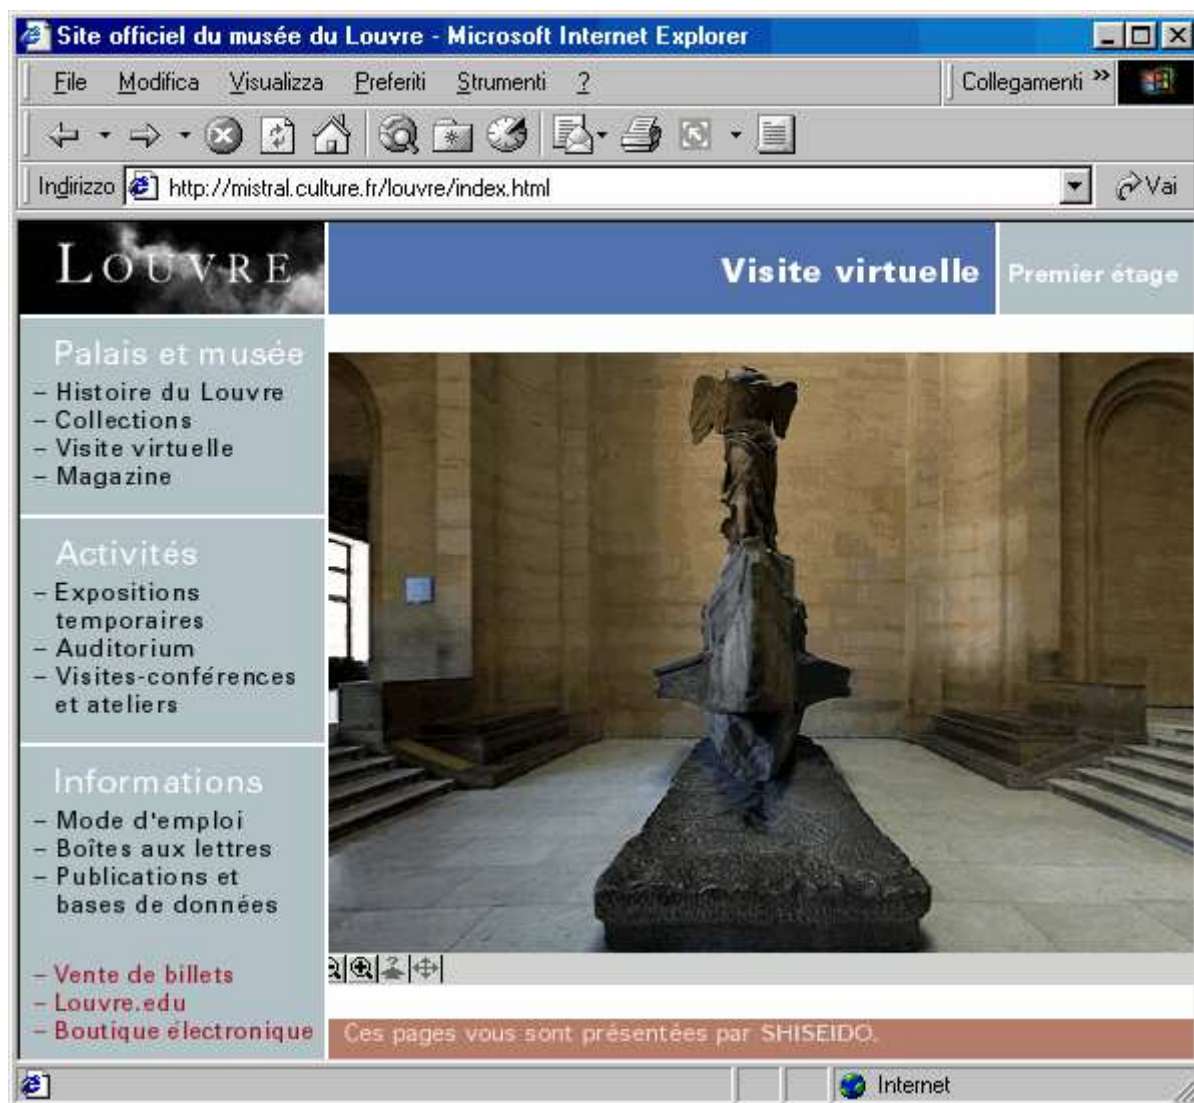 Site officiel du musée du Louvre - Microsoft Internet Explorer
File Modifica Visualizza Preferiti Strumenti ? Collegamenti »
Indirizzo http://mistral.culture.fr/louvre/index.html Vai
LOUVRE
Visite virtuelle Premier étage
Palais et musée
– Histoire du Louvre
– Collections
– Visite virtuelle
– Magazine
Activités
– Expositions
temporaires
– Auditorium
– Visites-conférences
et ateliers
Informations
– Mode d'emploi
– Boîtes aux lettres
– Publications et
bases de données
– Vente de billets
– Louvre.edu
– Boutique électronique
Ces pages vous sont présentées par SHISEIDO.
Internet